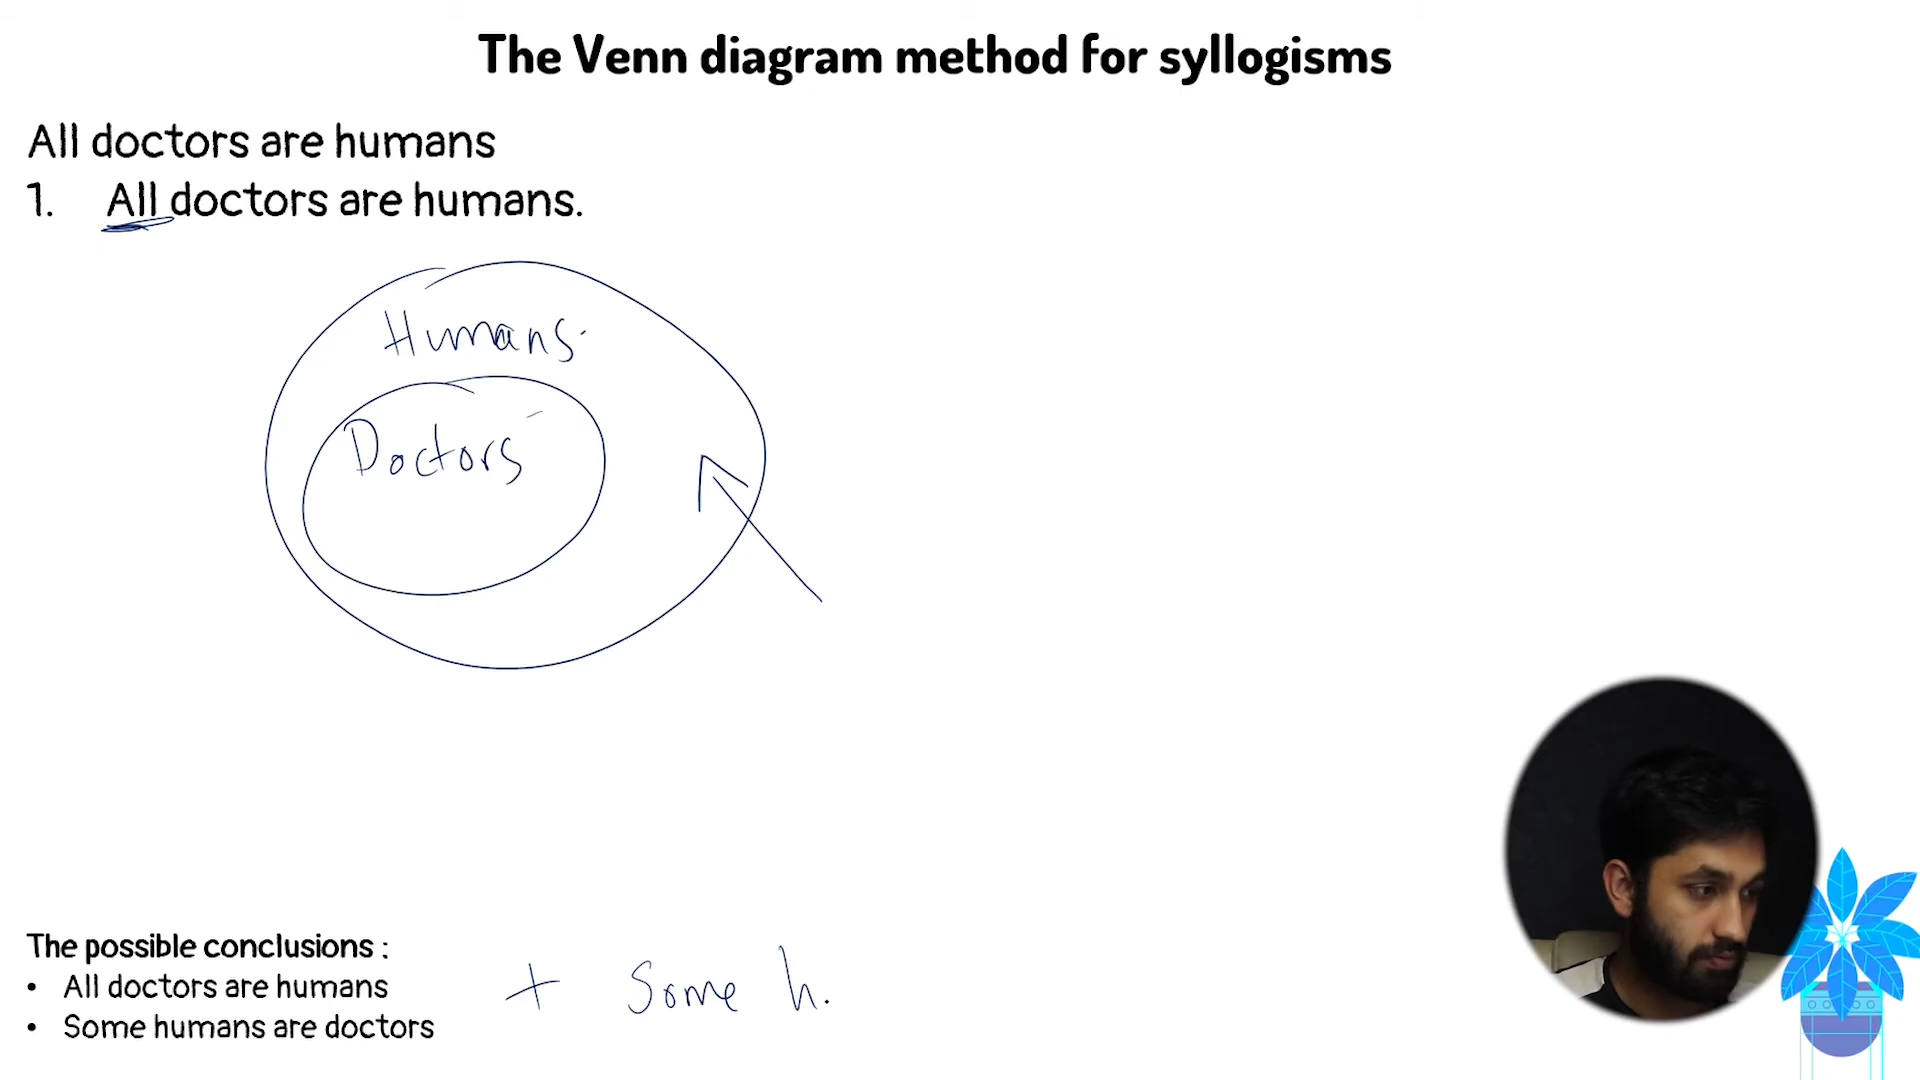 The Venn diagram method for syllogisms
All doctors are humans
1. All doctors are humans.
Humans.
Doctors
The possible conclusions :
• All doctors are humans
• Some humans are doctors
+ Some h.